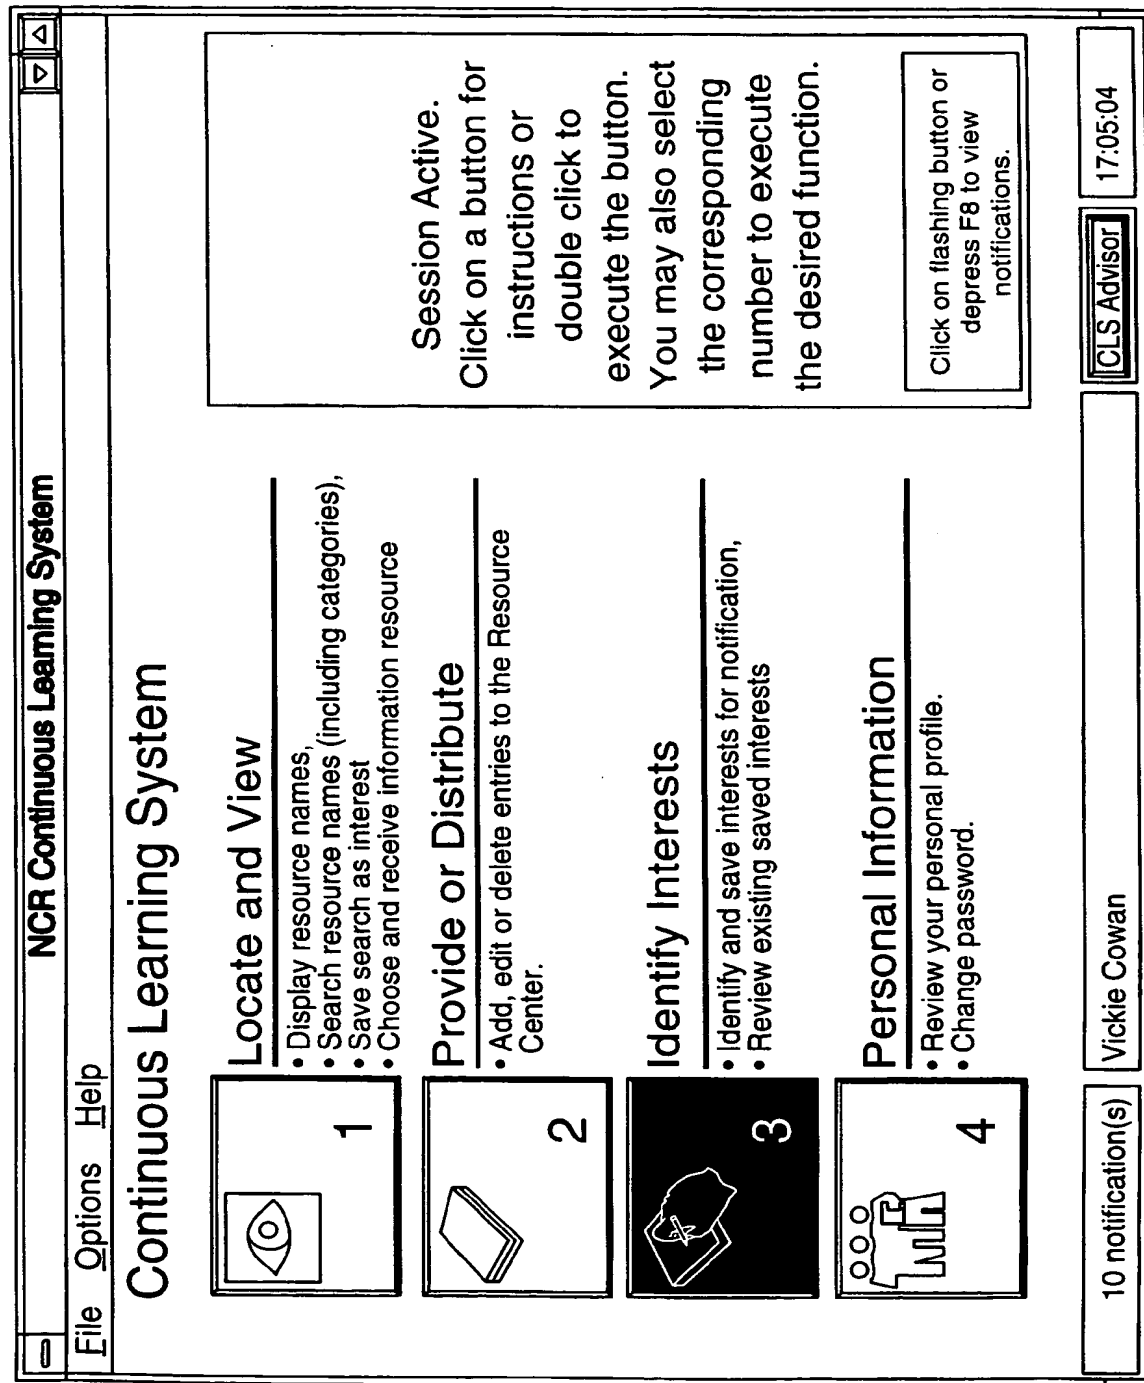 NCR Continuous Learning System
File Options Help
Continuous Learning System
1
Locate and View
• Display resource names,
• Search resource names (including categories),
• Save search as interest
• Choose and receive information resource
2
Provide or Distribute
• Add, edit or delete entries to the Resource
Center.
3
Identify Interests
• Identify and save interests for notification,
• Review existing saved interests
4
Personal Information
• Review your personal profile.
• Change password.
Session Active.
Click on a button for
instructions or
double click to
execute the button.
You may also select
the corresponding
number to execute
the desired function.
Click on flashing button or
depress F8 to view
notifications.
10 notification(s)
Vickie Cowan
CLS Advisor
17:05:04